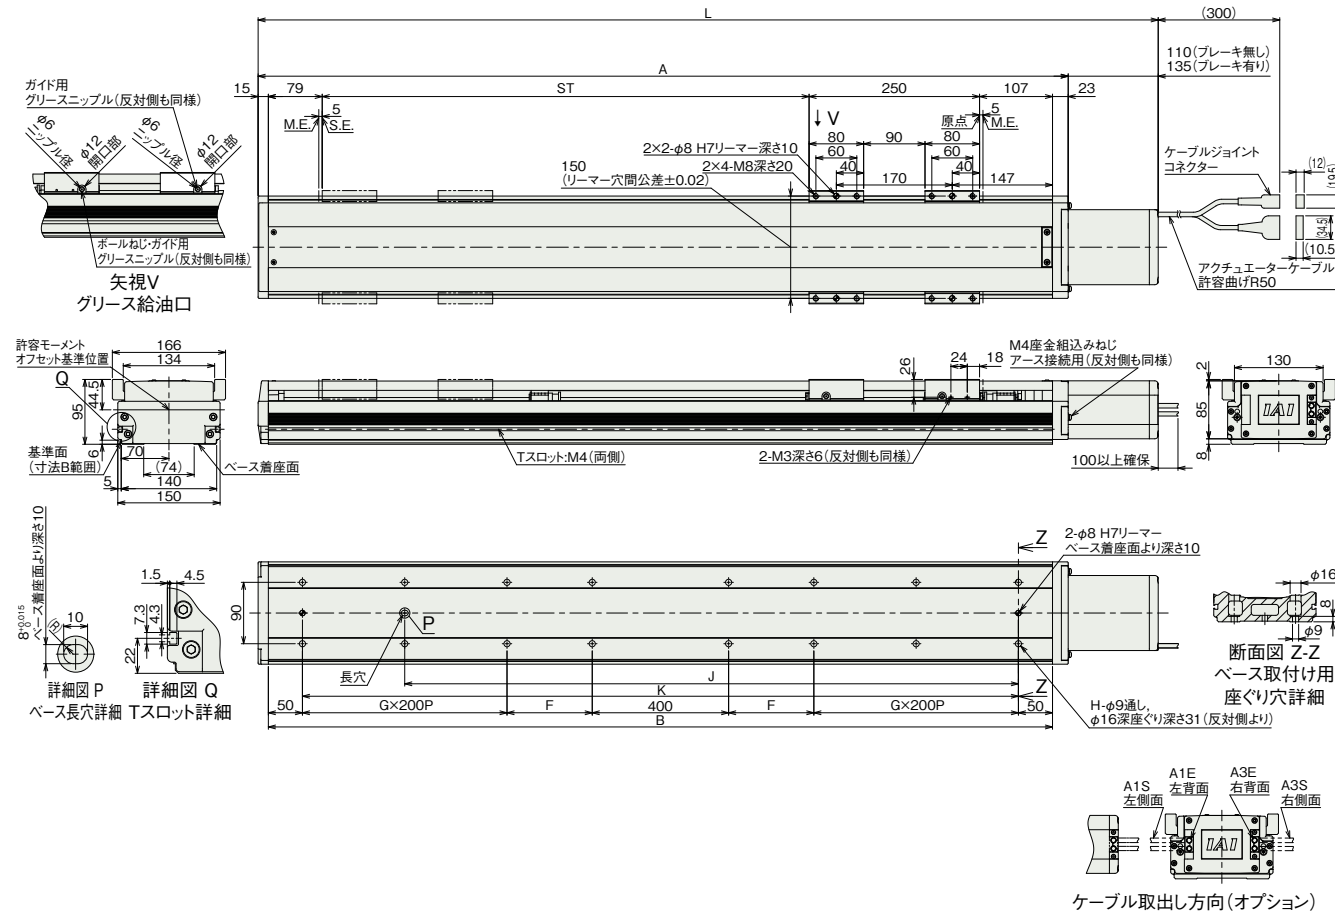 L
(300)
110(ブレーキ無し)
135(ブレーキ有り)
A
15
79
ST
250
107
23
5
M.E.
S.E.
V
原点
5
M.E.
80
90
80
60
60
40
40
170
147
2×2-φ8 H7リーマー深さ10
2×4-M8深さ20
150
(リーマー穴間公差±0.02)
ガイド用
グリースニップル(反対側も同様)
φ6
ニップル径
φ12
開口部
φ6
ニップル径
φ12
開口部
ボールねじ・ガイド用
グリースニップル(反対側も同様)
矢視V
グリース給油口
ケーブルジョイント
コネクター
(12)
(19.5)
(34.5)
(10.5)
アクチュエーターケーブル
許容曲げR50
許容モーメント
オフセット基準位置
166
134
Q
44.5
95
6
基準面
(寸法B範囲)
70
(74)
ベース着座面
5
140
150
26
24
18
M4座金組込みねじ
アース接続用(反対側も同様)
Tスロット:M4(両側)
2-M3深さ6(反対側も同様)
100以上確保
130
2
85
8
IAI
8+0.015 0
ベース着座面より深さ10
10
(R)
詳細図 P
ベース長穴詳細
1.5
4.5
7.3
4.3
22
詳細図 Q
Tスロット詳細
90
P
長穴
Z
2-φ8 H7リーマー
ベース着座面より深さ10
J
K
Z
50
G×200P
F
400
F
G×200P
50
B
H-φ9通し,
φ16深座ぐり深さ31(反対側より)
φ16
8
φ9
断面図 Z-Z
ベース取付け用
座ぐり穴詳細
A1S
左側面
A1E
左背面
A3E
右背面
A3S
右側面
IAI
ケーブル取出し方向(オプション)